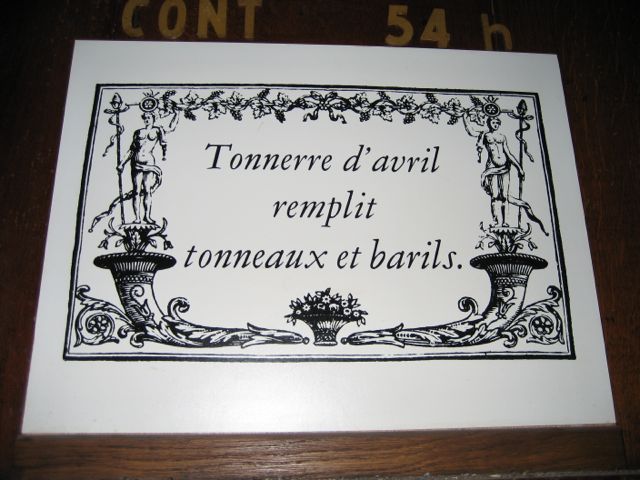 CONT 54 h
Tonnerre d'avril
remplit
tonneaux et barils.